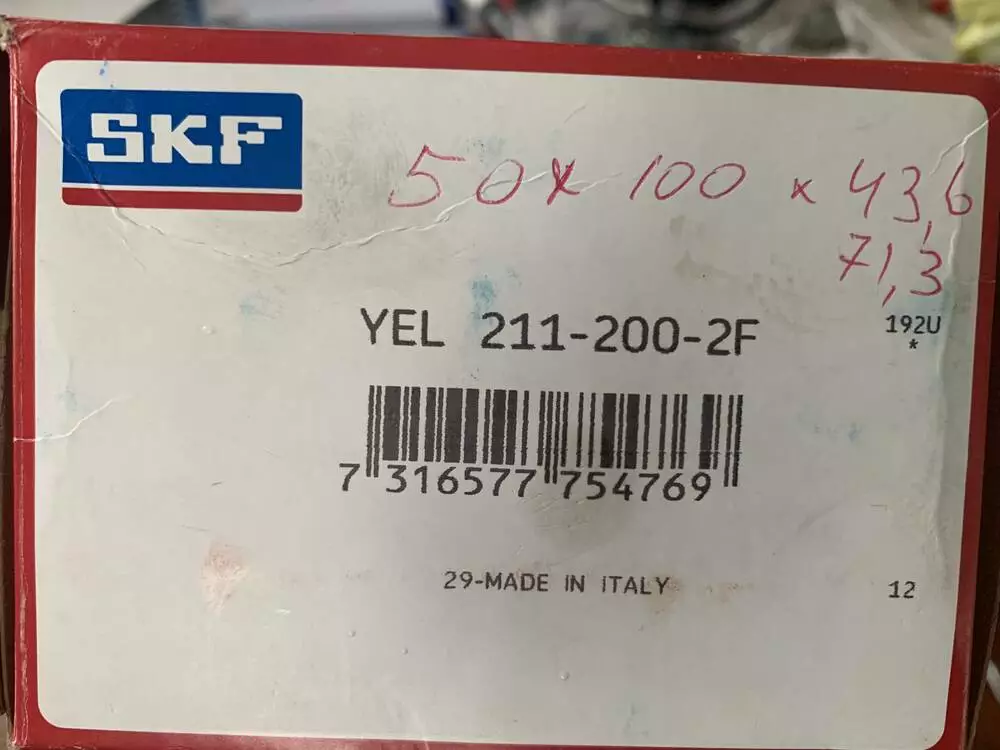 SKF
50 x 100 x 43,6
71,3
YEL 211-200-2F
192U
*
7 316577 754769
29-MADE IN ITALY
12